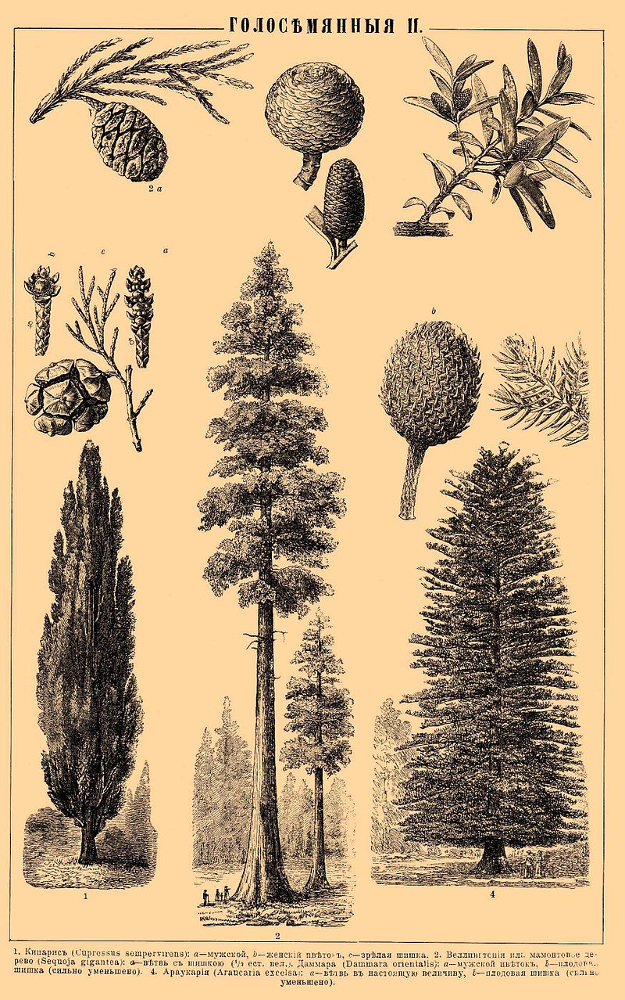 ГОЛОСѢМЯННЫЯ II.
2 a
b c a
♀ ♂
b
1
4
2
1. Кипарисъ (Cupressus sempervirens): a—мужской, b—женскій цвѣтокъ, c—зрѣлая шишка. 2. Веллингтонія или мамонтовое де-
рево (Sequoja gigantea): a—вѣтвь съ шишкою (¹/₂ ест. вел.). Даммара (Dammara orientalis): a—мужской цвѣтокъ, b—плодовая
шишка (сильно уменьшено). 4. Араукарія (Araucaria excelsa): a—вѣтвь въ настоящую величину, b—плодовая шишка (сильно
уменьшено).